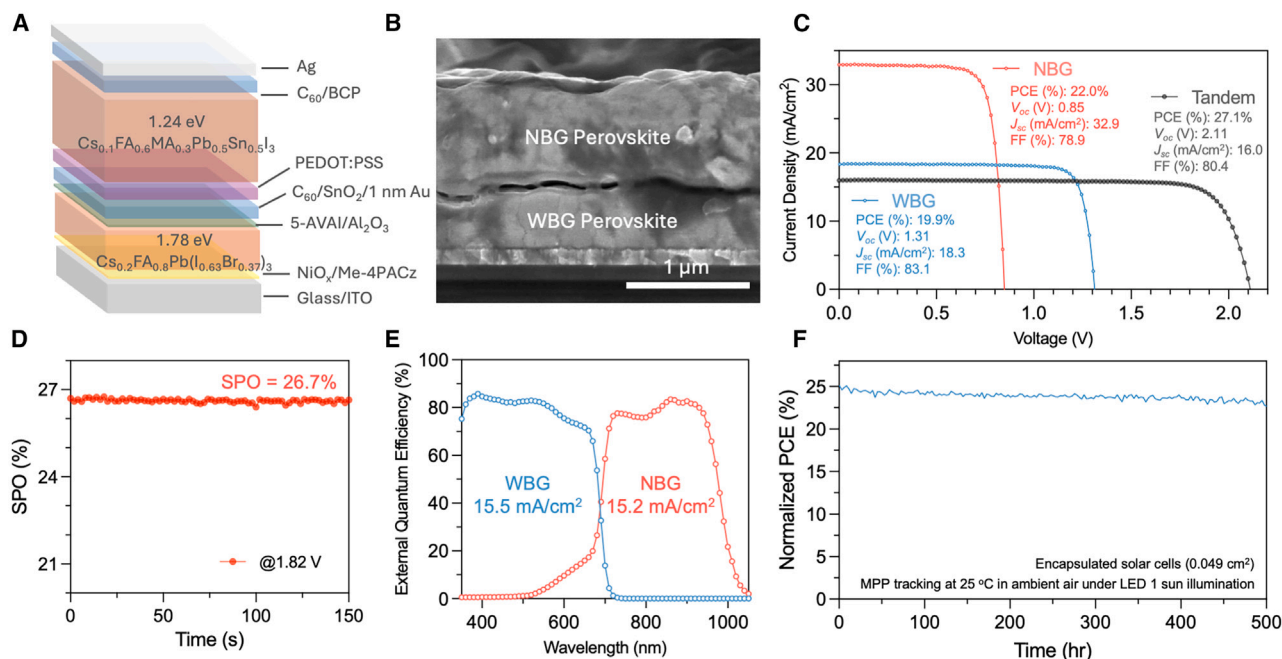 A
Ag
C₆₀/BCP
1.24 eV
Cs₀.₁FA₀.₆MA₀.₃Pb₀.₅Sn₀.₅I₃
PEDOT:PSS
C₆₀/SnO₂/1 nm Au
5-AVAI/Al₂O₃
1.78 eV
Cs₀.₂FA₀.₈Pb(I₀.₆₃Br₀.₃₇)₃
NiOₓ/Me-4PACz
Glass/ITO
B
NBG Perovskite
WBG Perovskite
1 μm
C
Current Density (mA/cm²)
30
20
10
0
NBG
PCE (%): 22.0%
Voc (V): 0.85
Jsc (mA/cm²): 32.9
FF (%): 78.9
Tandem
PCE (%): 27.1%
Voc (V): 2.11
Jsc (mA/cm²): 16.0
FF (%): 80.4
WBG
PCE (%): 19.9%
Voc (V): 1.31
Jsc (mA/cm²): 18.3
FF (%): 83.1
0.0 0.5 1.0 1.5 2.0
Voltage (V)
D
SPO (%)
27
24
21
SPO = 26.7%
@1.82 V
0 50 100 150
Time (s)
E
External Quantum Efficiency (%)
100
80
60
40
20
0
WBG
15.5 mA/cm²
NBG
15.2 mA/cm²
400 600 800 1000
Wavelength (nm)
F
Normalized PCE (%)
25
20
15
10
5
0
Encapsulated solar cells (0.049 cm²)
MPP tracking at 25 ºC in ambient air under LED 1 sun illumination
0 100 200 300 400 500
Time (hr)